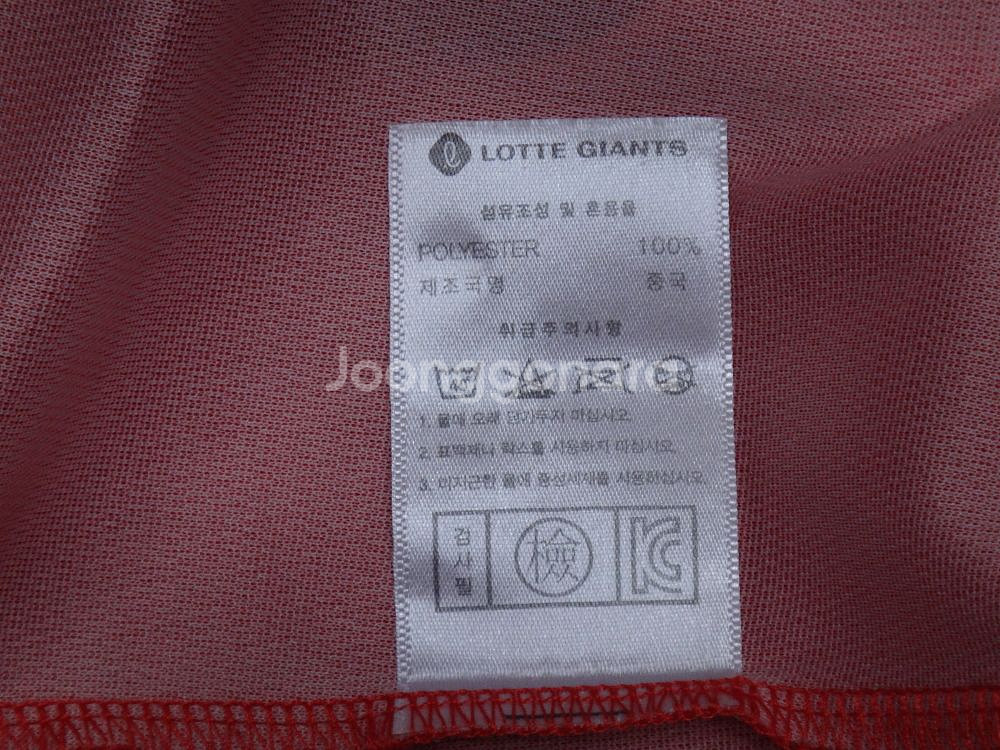 LOTTE GIANTS
섬유조성 및 혼용율
POLYESTER 100%
제조국명 중국
취급주의사항
Joonggonara
1. 물에 오래 담가두지 마십시오.
2. 표백제나 락스를 사용하지 마십시오.
3. 미지근한 물에 중성세제를 사용하십시오.
검사필
檢
KC